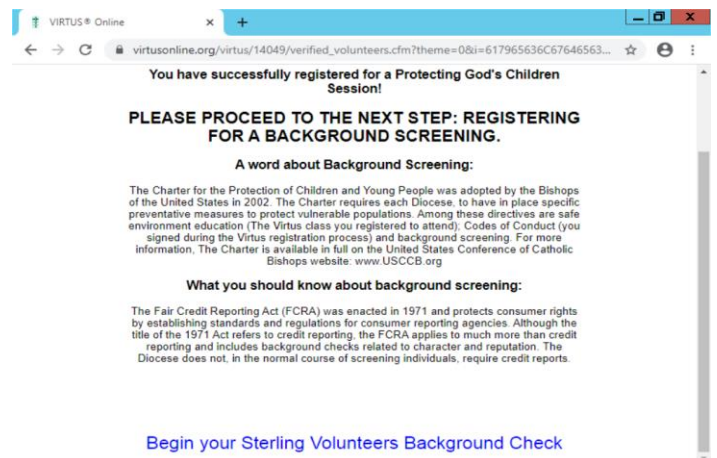 VIRTUS® Online
virtusonline.org/virtus/14049/verified_volunteers.cfm?theme=0&i=617965636C67646563...
You have successfully registered for a Protecting God's Children
Session!
PLEASE PROCEED TO THE NEXT STEP: REGISTERING
FOR A BACKGROUND SCREENING.
A word about Background Screening:
The Charter for the Protection of Children and Young People was adopted by the Bishops
of the United States in 2002. The Charter requires each Diocese, to have in place specific
preventative measures to protect vulnerable populations. Among these directives are safe
environment education (The Virtus class you registered to attend); Codes of Conduct (you
signed during the Virtus registration process) and background screening. For more
information, The Charter is available in full on the United States Conference of Catholic
Bishops website: www.USCCB.org
What you should know about background screening:
The Fair Credit Reporting Act (FCRA) was enacted in 1971 and protects consumer rights
by establishing standards and regulations for consumer reporting agencies. Although the
title of the 1971 Act refers to credit reporting, the FCRA applies to much more than credit
reporting and includes background checks related to character and reputation. The
Diocese does not, in the normal course of screening individuals, require credit reports.
Begin your Sterling Volunteers Background Check